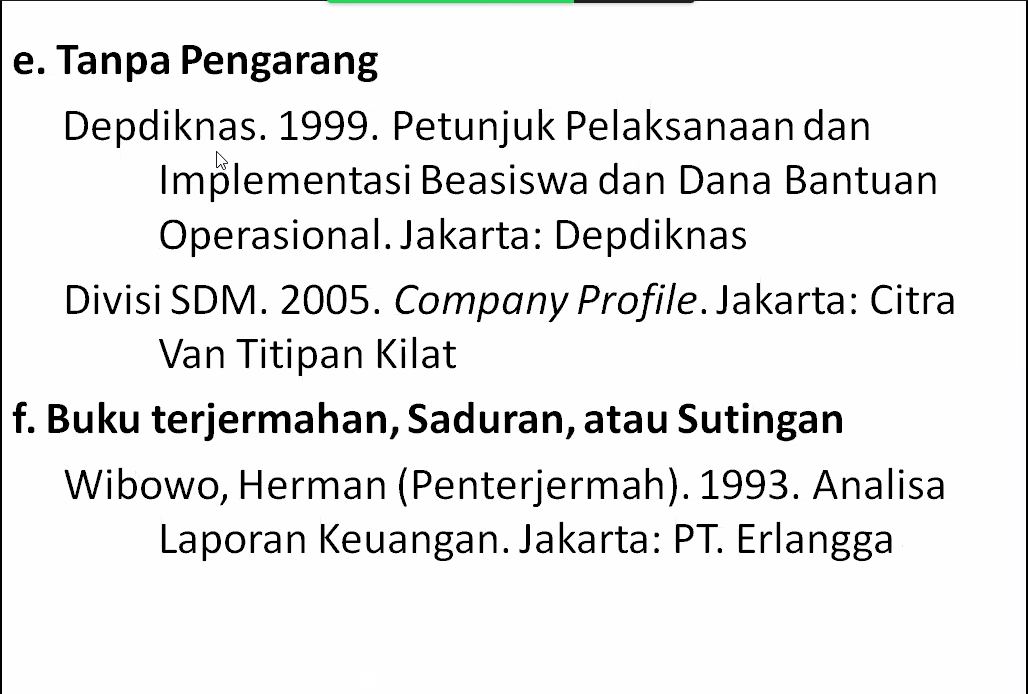 e. Tanpa Pengarang
Depdiknas. 1999. Petunjuk Pelaksanaan dan
Implementasi Beasiswa dan Dana Bantuan
Operasional. Jakarta: Depdiknas
Divisi SDM. 2005. Company Profile. Jakarta: Citra
Van Titipan Kilat
f. Buku terjermahan, Saduran, atau Sutingan
Wibowo, Herman (Penterjermah). 1993. Analisa
Laporan Keuangan. Jakarta: PT. Erlangga